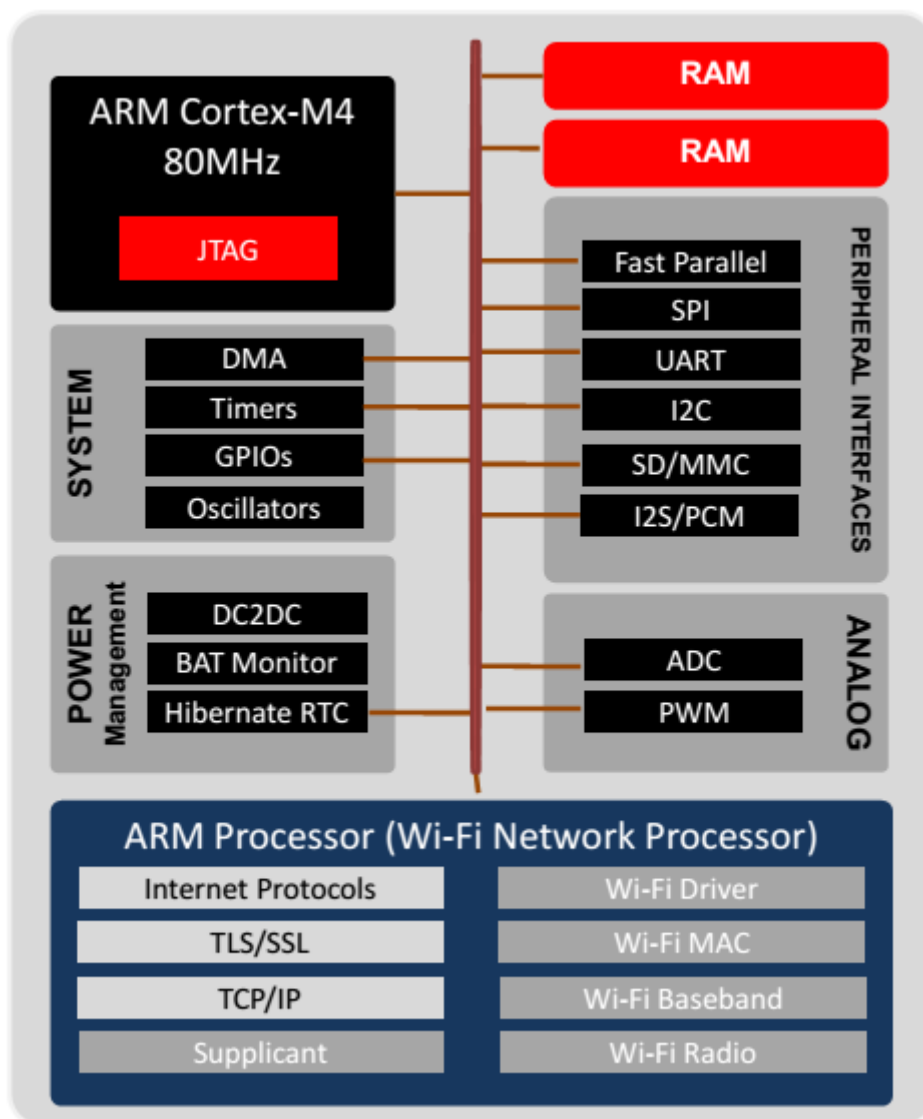 ARM Cortex-M4
80MHz
JTAG
RAM
RAM
SYSTEM
DMA
Timers
GPIOs
Oscillators
PERIPHERAL INTERFACES
Fast Parallel
SPI
UART
I2C
SD/MMC
I2S/PCM
POWER
Management
DC2DC
BAT Monitor
Hibernate RTC
ANALOG
ADC
PWM
ARM Processor (Wi-Fi Network Processor)
Internet Protocols
TLS/SSL
TCP/IP
Supplicant
Wi-Fi Driver
Wi-Fi MAC
Wi-Fi Baseband
Wi-Fi Radio